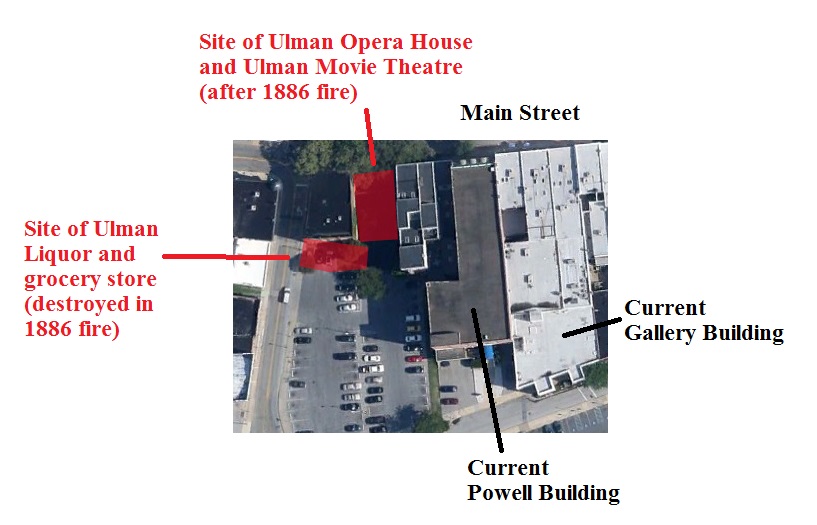 Site of Ulman Opera House
and Ulman Movie Theatre
(after 1886 fire)
Main Street
Site of Ulman
Liquor and
grocery store
(destroyed in
1886 fire)
Current
Gallery Building
Current
Powell Building